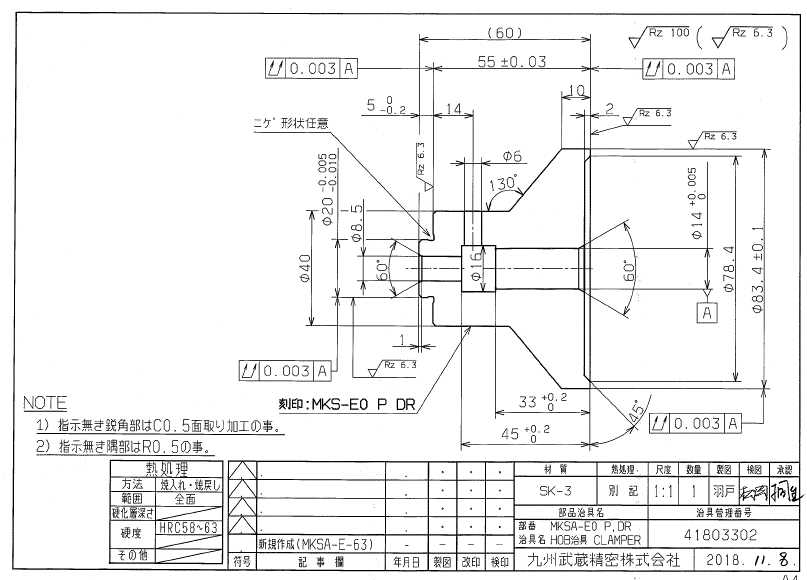 (60)
Rz 100 ( Rz 6.3 )
0.003 A
55 ±0.03
0.003 A
10
5 0 -0.2
14
2
Rz 6.3
ニゲ形状任意
Rz 6.3
Rz 6.3
φ6
130°
φ20 -0.005 -0.010
φ8.5
φ40
60°
φ16
60°
φ14 +0.005 0
φ78.4
φ83.4 ±0.1
A
1
0.003 A
Rz 6.3
刻印:MKS-E0 P DR
33 +0.2 0
45 +0.2 0
45°
0.003 A
NOTE
1) 指示無き鋭角部はC0.5面取り加工の事。
2) 指示無き隅部はR0.5の事。
熱処理
方法 焼入れ・焼戻し
範囲 全面
硬化層深さ
硬度 HRC58~63
その他
新規作成(MKSA-E-63) - - - -
符号 記事欄 年月日 製図 改印 検印
材質 熱処理 尺度 数量 製図 検図 承認
SK-3 別記 1:1 1 羽戸
部品治具名 治具管理番号
部番 MKSA-E0 P,DR
治具名 HOB治具 CLAMPER
41803302
九州武蔵精密株式会社 2018. 11. 8.
A4